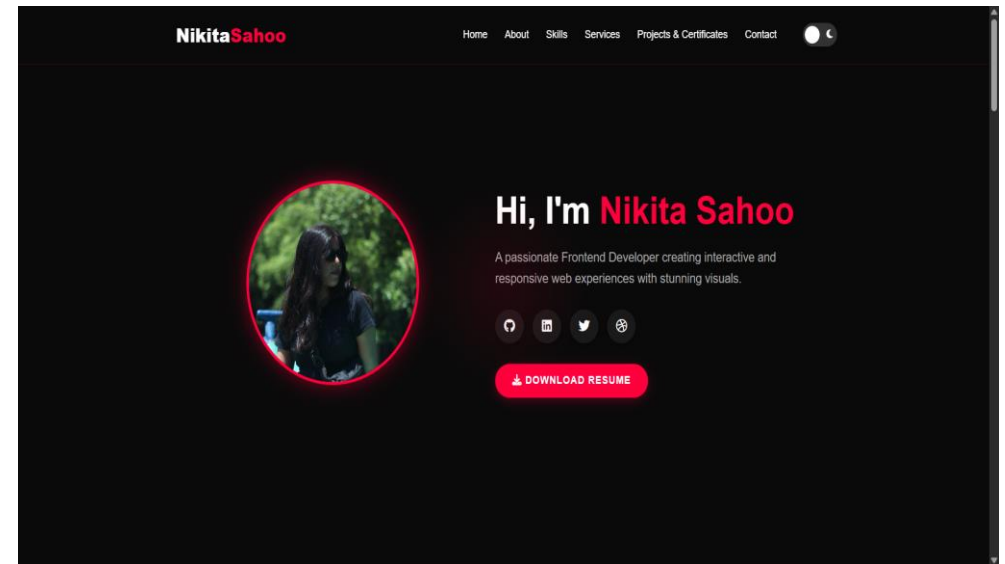 NikitaSahoo
Home About Skills Services Projects & Certificates Contact
Hi, I'm Nikita Sahoo
A passionate Frontend Developer creating interactive and
responsive web experiences with stunning visuals.
DOWNLOAD RESUME